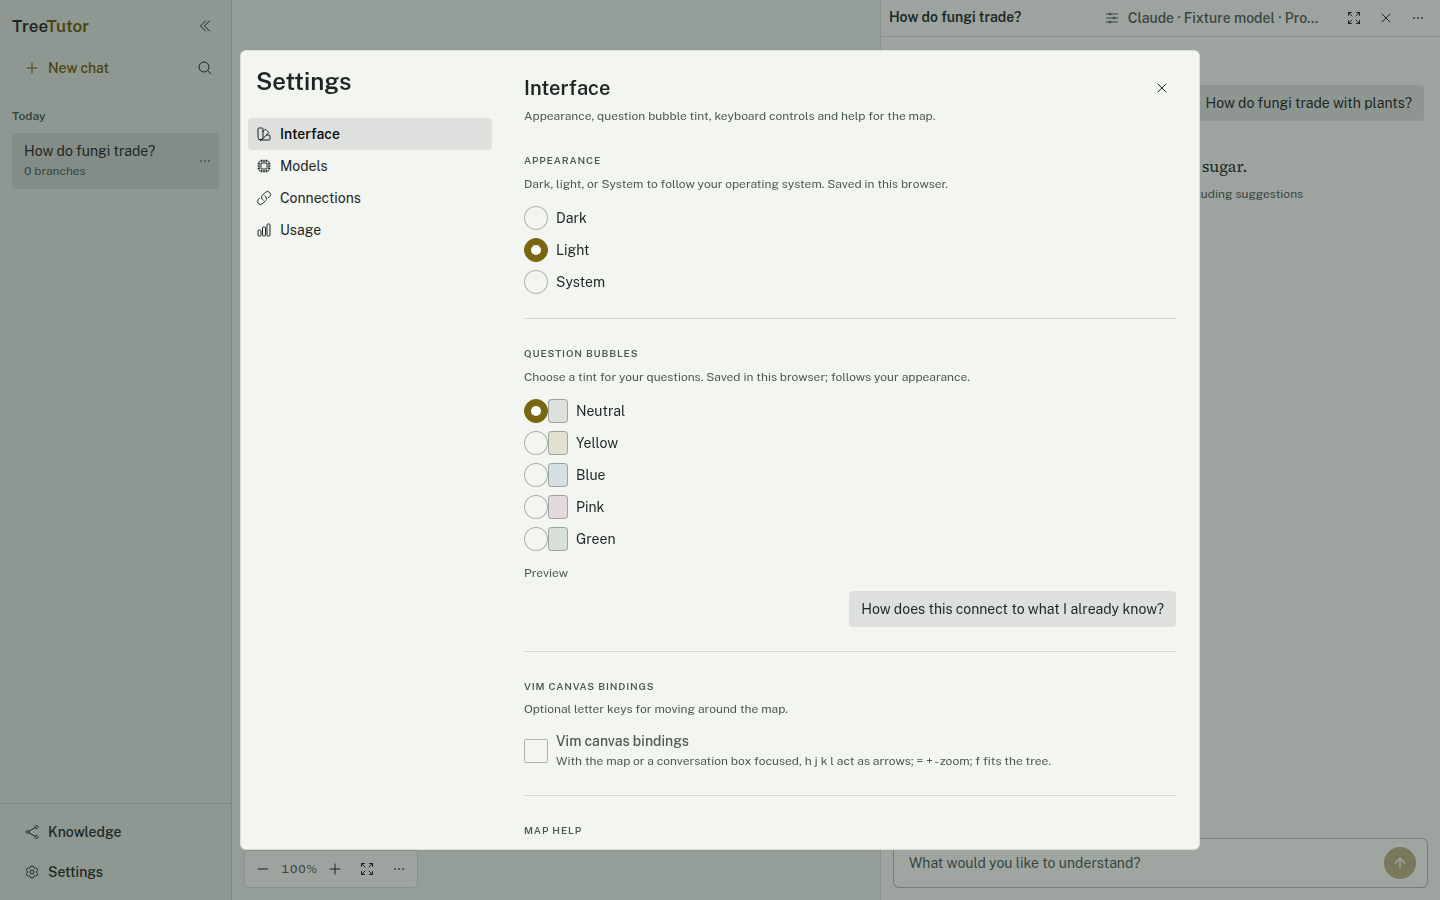 TreeTutor
New chat
Today
How do fungi trade?
0 branches
Knowledge
Settings
How do fungi trade?
Claude · Fixture model · Pro...
How do fungi trade with plants?
sugar.
uding suggestions
What would you like to understand?
100%
Settings
Interface
Models
Connections
Usage
Interface
Appearance, question bubble tint, keyboard controls and help for the map.
APPEARANCE
Dark, light, or System to follow your operating system. Saved in this browser.
Dark
Light
System
QUESTION BUBBLES
Choose a tint for your questions. Saved in this browser; follows your appearance.
Neutral
Yellow
Blue
Pink
Green
Preview
How does this connect to what I already know?
VIM CANVAS BINDINGS
Optional letter keys for moving around the map.
Vim canvas bindings
With the map or a conversation box focused, h j k l act as arrows; = + - zoom; f fits the tree.
MAP HELP